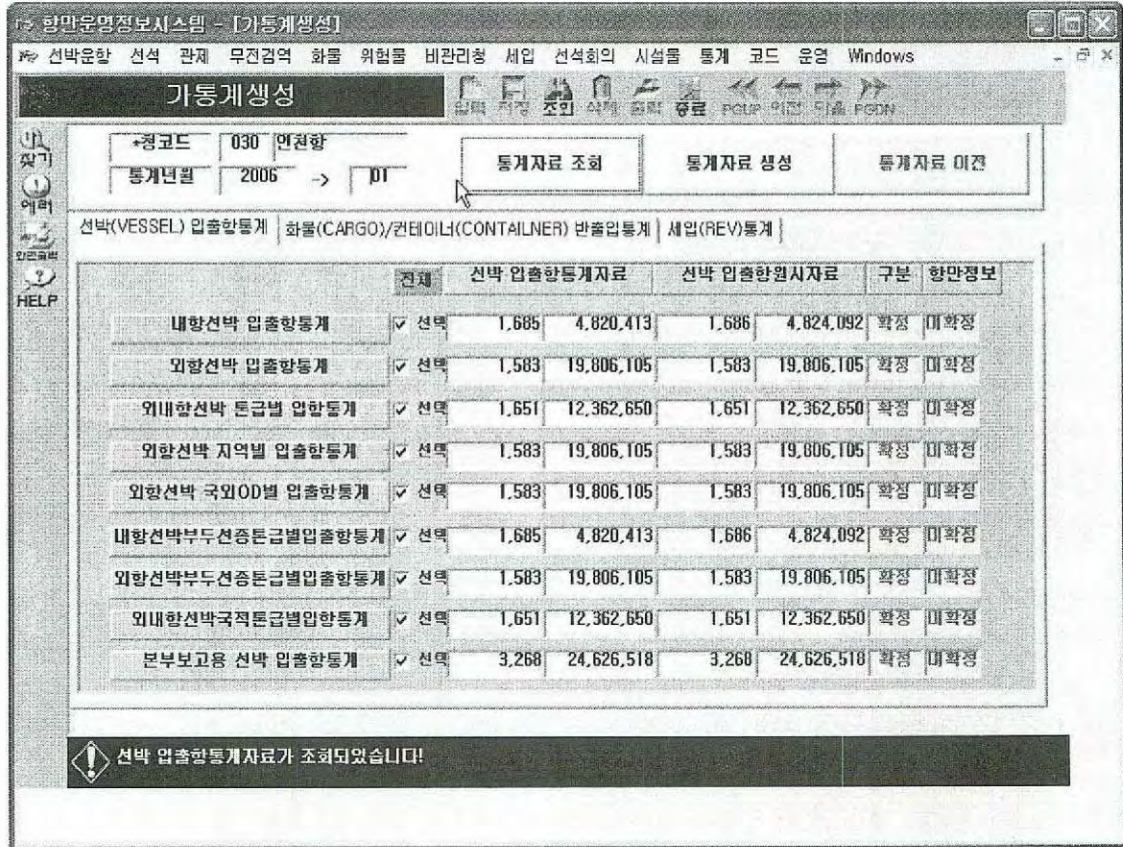 항만운영정보시스템 - [가통계생성]
선박운항 선석 관제 무전검역 화물 위험물 비관리청 세입 선석회의 시설물 통계 코드 운영 Windows
가통계생성
입력 저장 조회 삭제 출력 종료 PGUP 이전 다음 PGDN
찾기
에러
화면출력
HELP
*청코드 030 인천항
통계년월 2006 -> 01
통계자료 조회 통계자료 생성 통계자료 이전
선박(VESSEL) 입출항통계 화물(CARGO)/컨테이너(CONTAILNER) 반출입통계 세입(REV)통계
전체 선박 입출항통계자료 선박 입출항원시자료 구분 항만정보
내항선박 입출항통계 선택 1,685 4,820,413 1,686 4,824,092 확정 미확정
외항선박 입출항통계 선택 1,583 19,806,105 1,583 19,806,105 확정 미확정
외내항선박 톤급별 입항통계 선택 1,651 12,362,650 1,651 12,362,650 확정 미확정
외항선박 지역별 입출항통계 선택 1,583 19,806,105 1,583 19,806,105 확정 미확정
외항선박 국외OD별 입출항통계 선택 1,583 19,806,105 1,583 19,806,105 확정 미확정
내항선박부두선종톤급별입출항통계 선택 1,685 4,820,413 1,686 4,824,092 확정 미확정
외항선박부두선종톤급별입출항통계 선택 1,583 19,806,105 1,583 19,806,105 확정 미확정
외내항선박국적톤급별입항통계 선택 1,651 12,362,650 1,651 12,362,650 확정 미확정
본부보고용 선박 입출항통계 선택 3,268 24,626,518 3,268 24,626,518 확정 미확정
선박 입출항통계자료가 조회되었습니다!